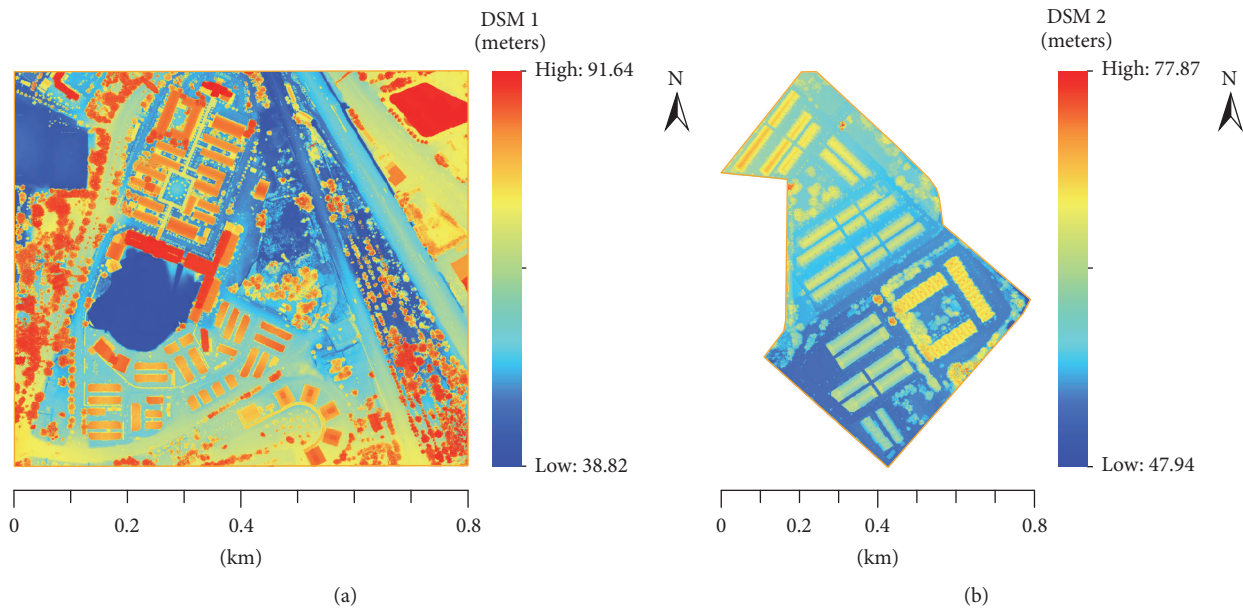 DSM 1
(meters)
High: 91.64
Low: 38.82
N
0 0.2 0.4 0.8
(km)
(a)
DSM 2
(meters)
High: 77.87
Low: 47.94
N
0 0.2 0.4 0.8
(km)
(b)